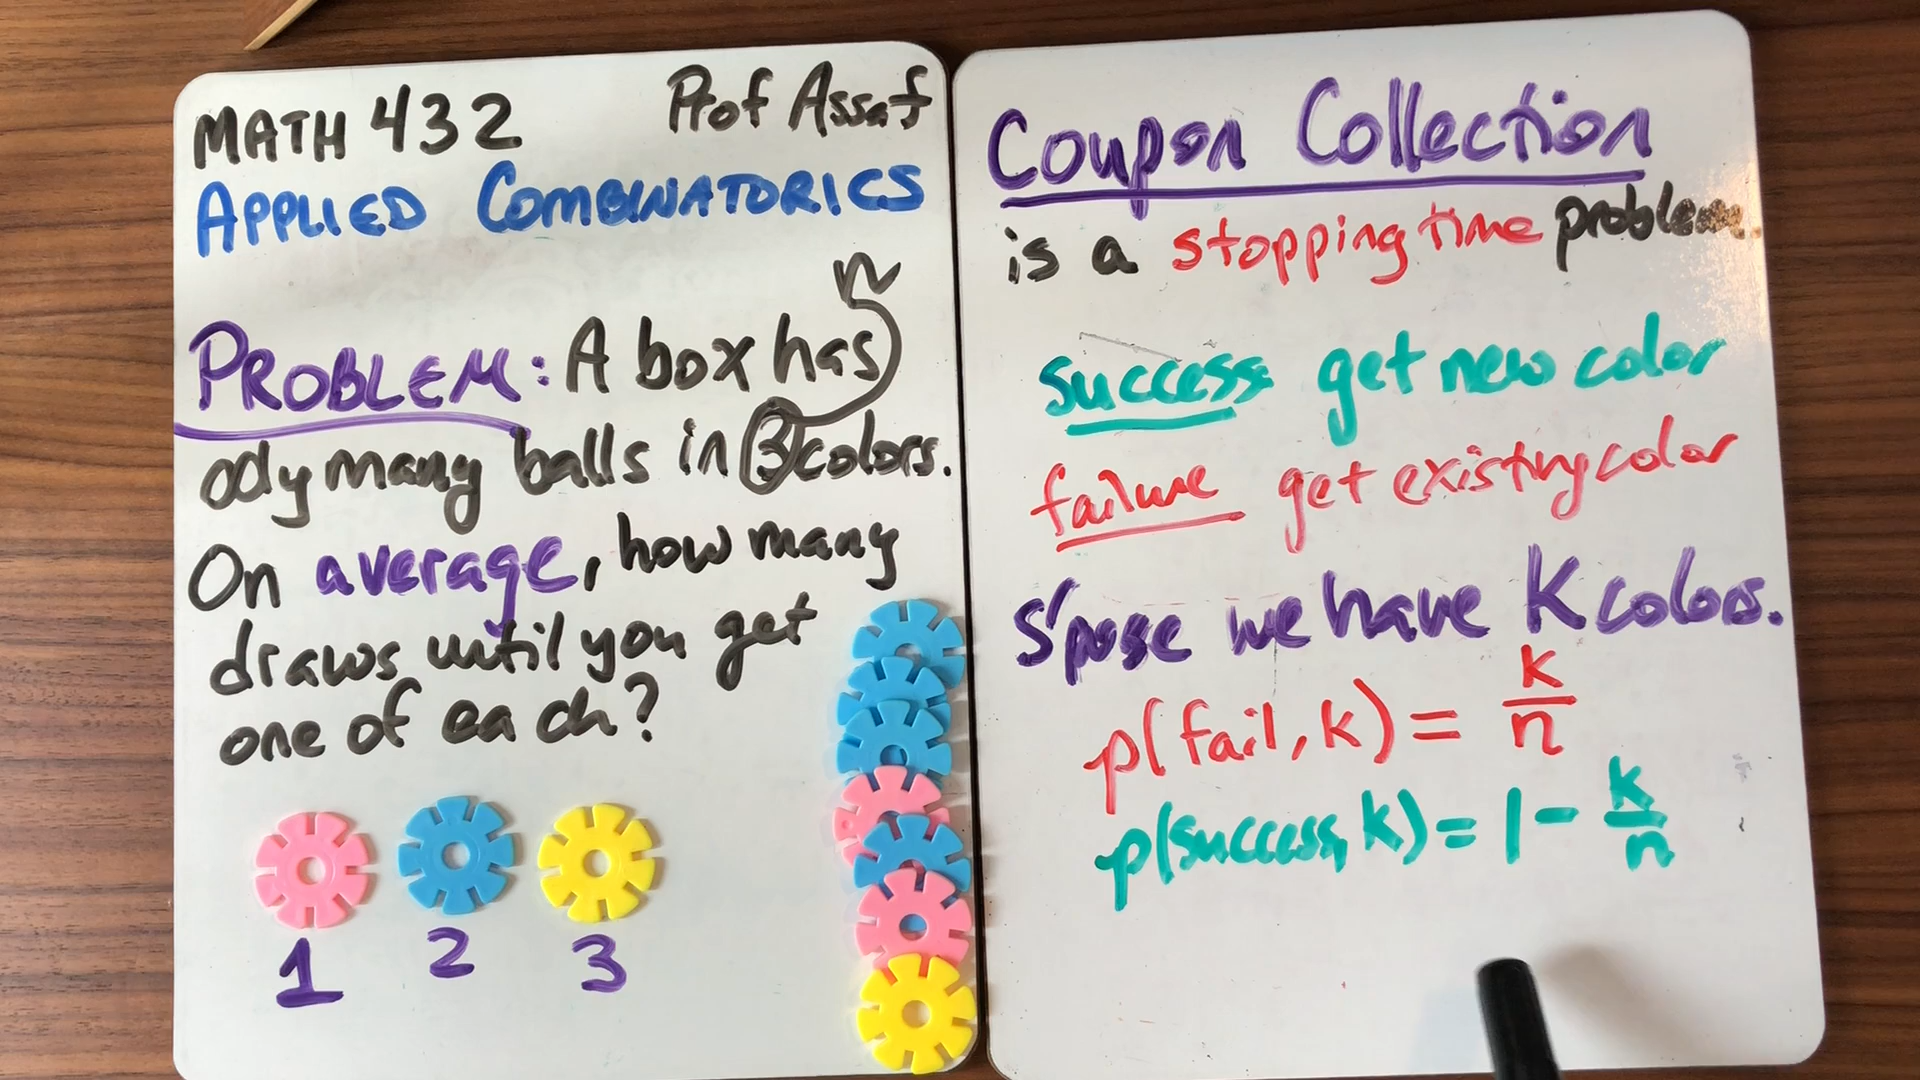 MATH 432 Prof Assaf
APPLIED COMBINATORICS
n
PROBLEM: A box has
ody many balls in 3 colors.
On average, how many
draws until you get
one of each?
1 2 3
Coupon Collection
is a stopping time problem.
success: get new color
failure get existing color
S'pose we have K colors.
p(fail, k) = k/n
p(success, k) = 1 - k/n